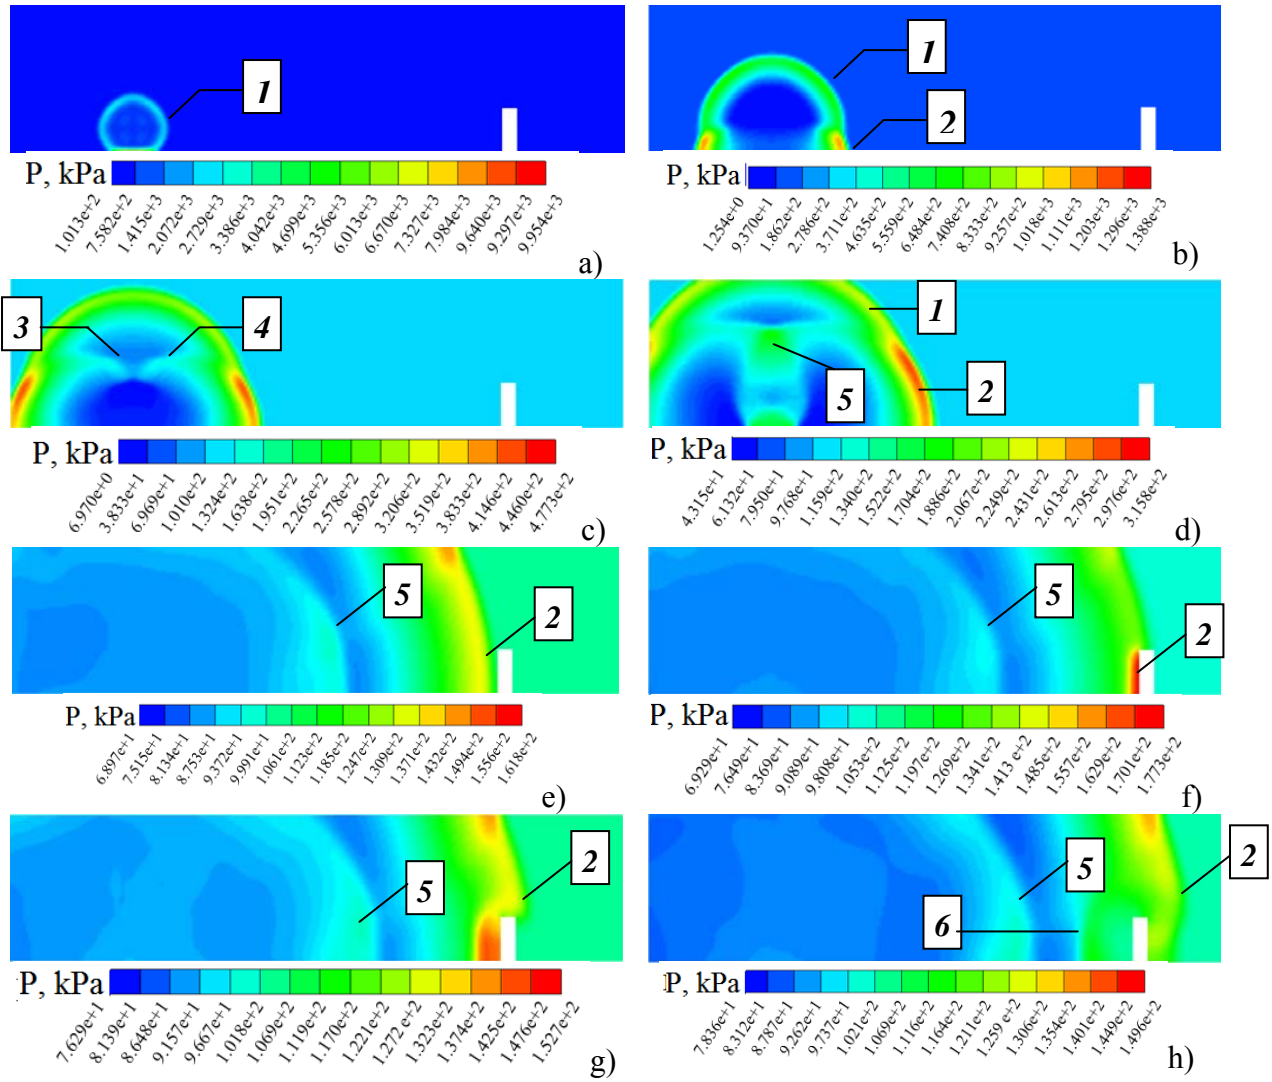 1
P, kPa
1.013e+2 7.582e+2 1.415e+3 2.072e+3 2.729e+3 3.386e+3 4.042e+3 4.699e+3 5.356e+3 6.013e+3 6.670e+3 7.327e+3 7.984e+3 9.640e+3 9.297e+3 9.954e+3
a)
1
2
P, kPa
1.254e+0 9.370e+1 1.862e+2 2.786e+2 3.711e+2 4.635e+2 5.559e+2 6.484e+2 7.408e+2 8.333e+2 9.257e+2 1.018e+3 1.111e+3 1.203e+3 1.296e+3 1.388e+3
b)
3 4
P, kPa
6.970e+0 3.833e+1 6.969e+1 1.010e+2 1.324e+2 1.638e+2 1.951e+2 2.265e+2 2.578e+2 2.892e+2 3.206e+2 3.519e+2 3.833e+2 4.146e+2 4.460e+2 4.773e+2
c)
1
5 2
P, kPa
4.315e+1 6.132e+1 7.950e+1 9.768e+1 1.159e+2 1.340e+2 1.522e+2 1.704e+2 1.886e+2 2.067e+2 2.249e+2 2.431e+2 2.613e+2 2.795e+2 2.976e+2 3.158e+2
d)
5
2
P, kPa
6.897e+1 7.515e+1 8.134e+1 8.753e+1 9.372e+1 9.991e+1 1.061e+2 1.123e+2 1.185e+2 1.247e+2 1.309e+2 1.371e+2 1.432e+2 1.494e+2 1.556e+2 1.618e+2
e)
5
2
P, kPa
6.929e+1 7.649e+1 8.369e+1 9.089e+1 9.808e+1 1.053e+2 1.125e+2 1.197e+2 1.269e+2 1.341e+2 1.413 e+2 1.485e+2 1.557e+2 1.629e+2 1.701e+2 1.773e+2
f)
2
5
P, kPa
7.629e+1 8.139e+1 8.648e+1 9.157e+1 9.667e+1 1.018e+2 1.069e+2 1.119e+2 1.170e+2 1.221e+2 1.272 e+2 1.323e+2 1.374e+2 1.425e+2 1.476e+2 1.527e+2
g)
2
5
6
P, kPa
7.836e+1 8.312e+1 8.787e+1 9.262e+1 9.737e+1 1.021e+2 1.069e+2 1.116e+2 1.164e+2 1.211e+2 1.259 e+2 1.306e+2 1.354e+2 1.401e+2 1.449e+2 1.496e+2
h)